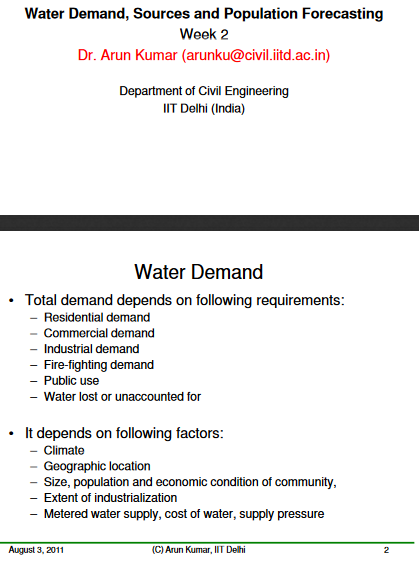 Water Demand, Sources and Population Forecasting
Week 2
Dr. Arun Kumar (arunku@civil.iitd.ac.in)
Department of Civil Engineering
IIT Delhi (India)
Water Demand
• Total demand depends on following requirements:
– Residential demand
– Commercial demand
– Industrial demand
– Fire-fighting demand
– Public use
– Water lost or unaccounted for
• It depends on following factors:
– Climate
– Geographic location
– Size, population and economic condition of community,
– Extent of industrialization
– Metered water supply, cost of water, supply pressure
August 3, 2011 (C) Arun Kumar, IIT Delhi 2